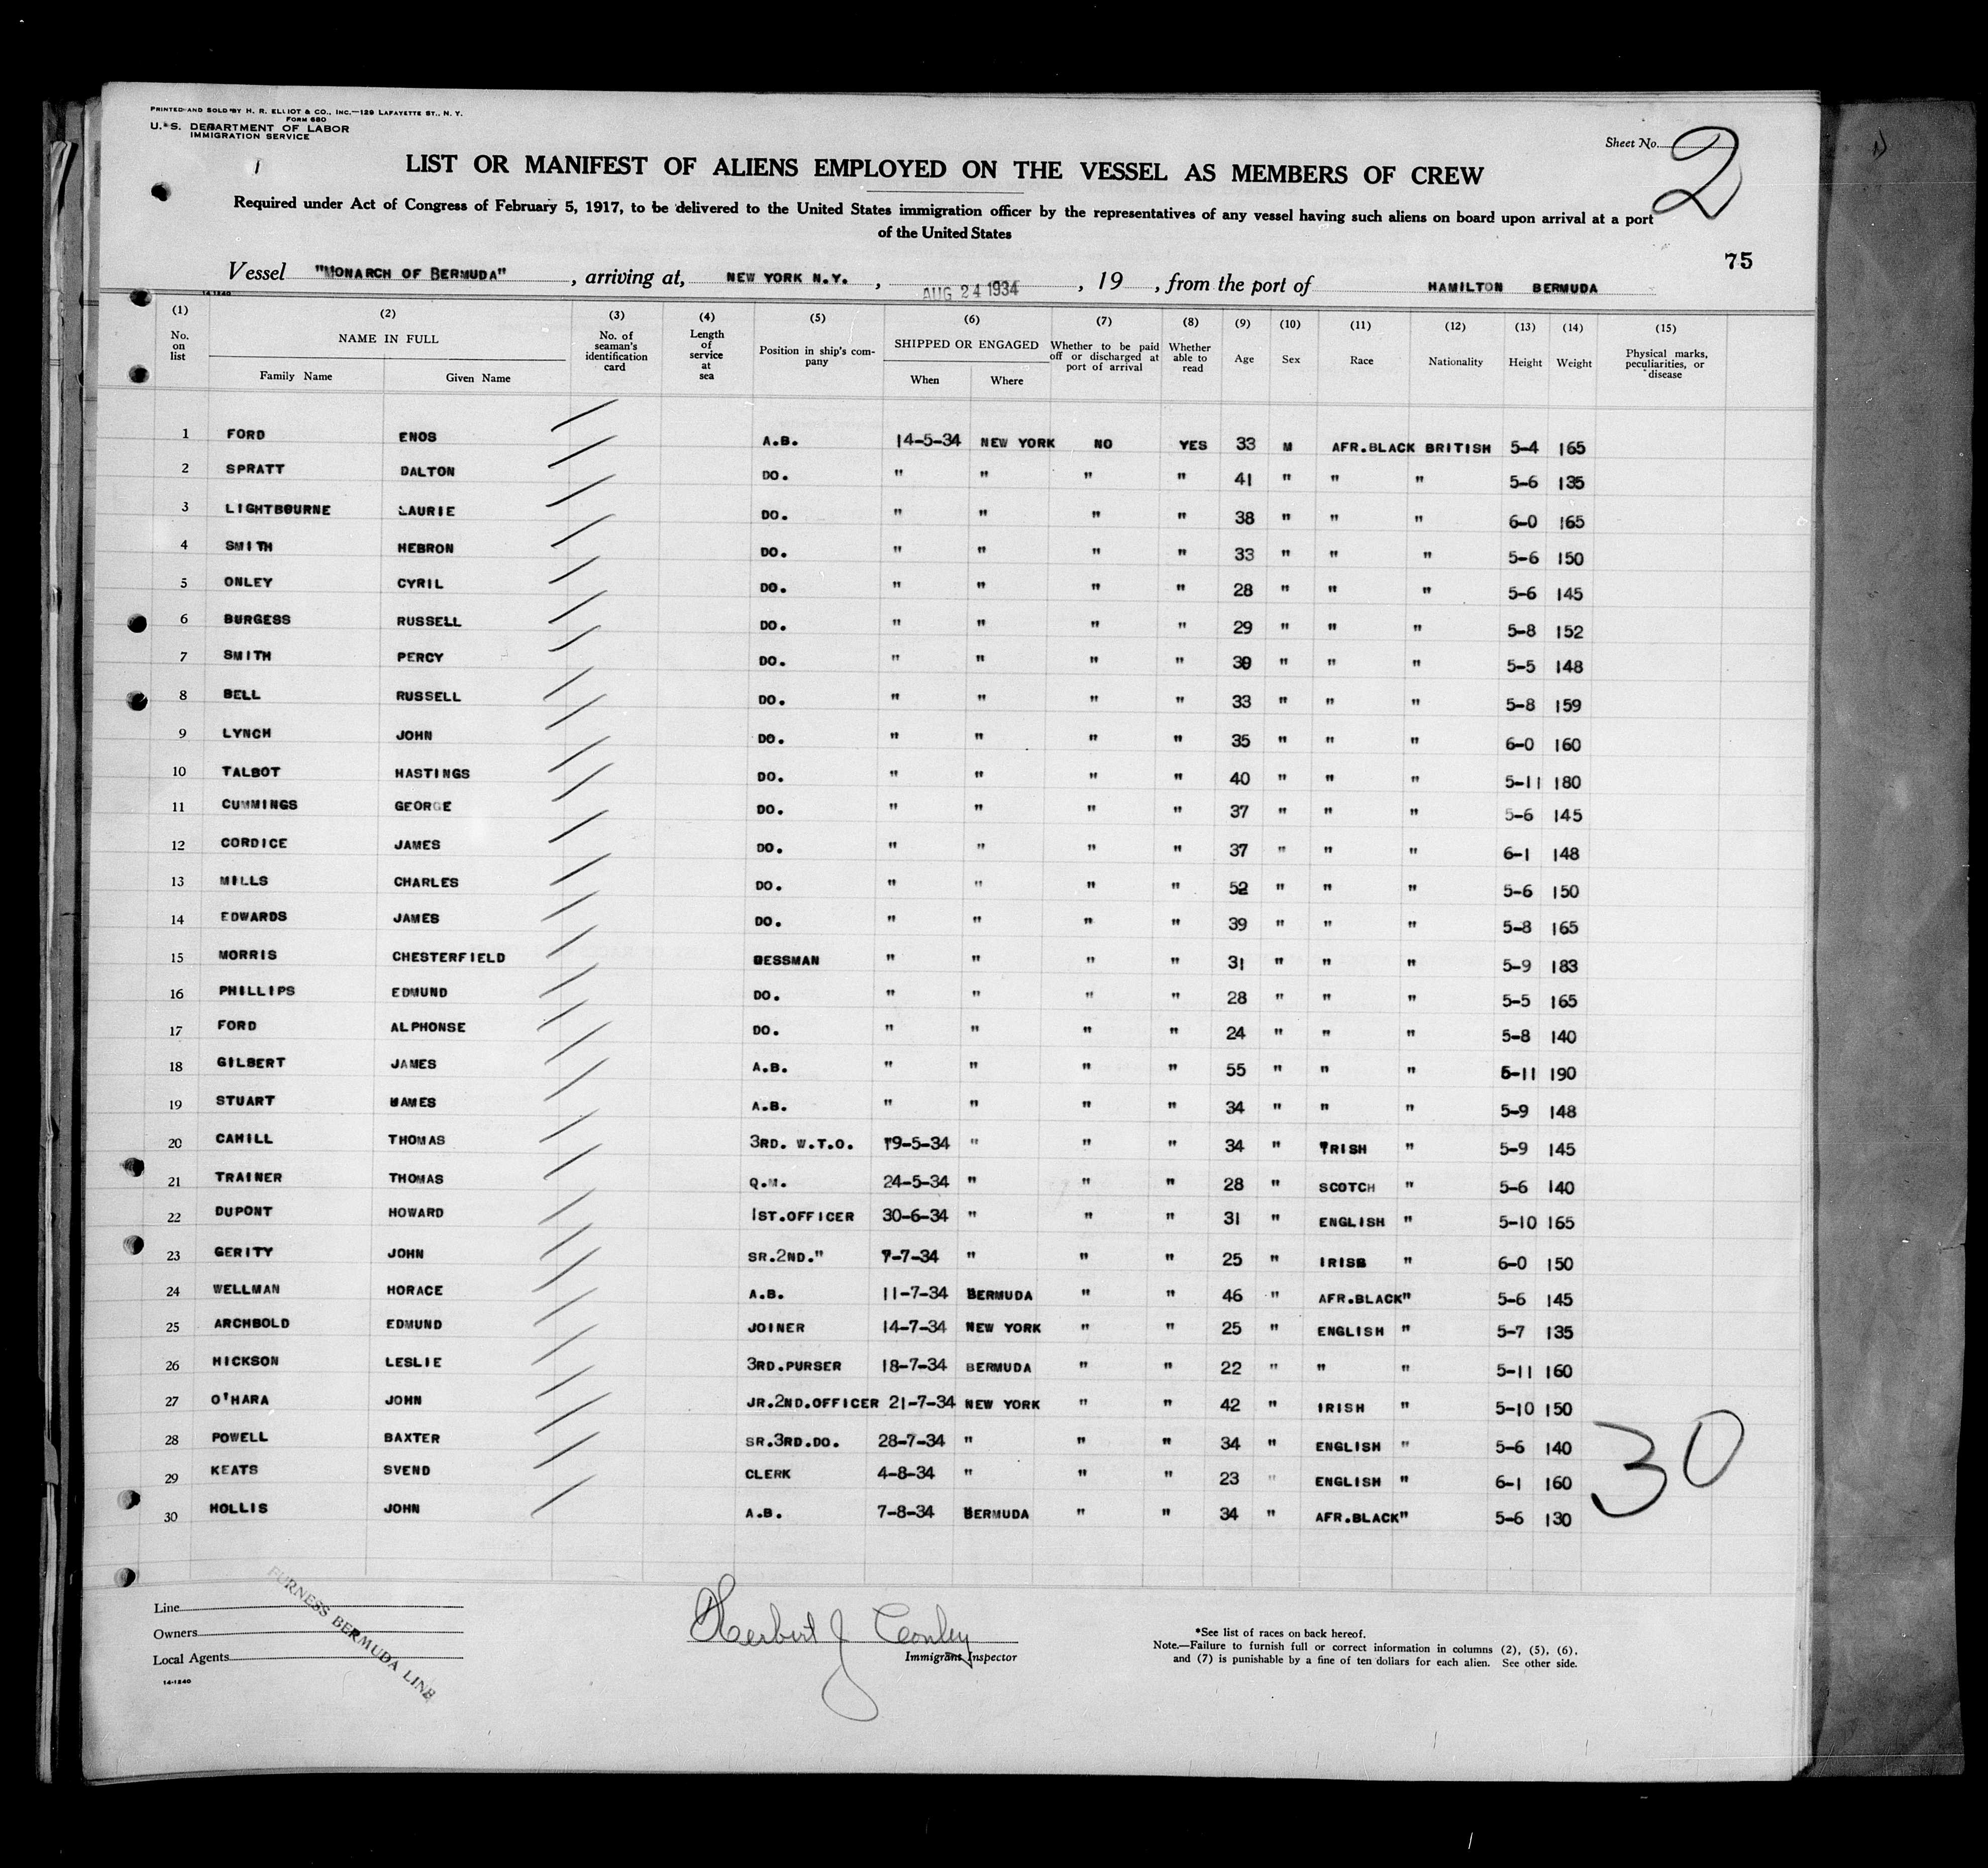 PRINTED AND SOLD BY H. R. ELLIOT & CO., INC.—129 LAFAYETTE ST., N. Y.
FORM 680
U. S. DEPARTMENT OF LABOR
IMMIGRATION SERVICE
Sheet No. 2
1
LIST OR MANIFEST OF ALIENS EMPLOYED ON THE VESSEL AS MEMBERS OF CREW
Required under Act of Congress of February 5, 1917, to be delivered to the United States immigration officer by the representatives of any vessel having such aliens on board upon arrival at a port
of the United States
75
Vessel "MONARCH OF BERMUDA", arriving at, NEW YORK N.Y., AUG 24 1934, 19 , from the port of HAMILTON BERMUDA
14-1240
(1) (2) (3) (4) (5) (6) (7) (8) (9) (10) (11) (12) (13) (14) (15)
No. on list NAME IN FULL Family Name Given Name No. of seaman's identification card Length of service at sea Position in ship's company SHIPPED OR ENGAGED When Where Whether to be paid off or discharged at port of arrival Whether able to read Age Sex Race Nationality Height Weight Physical marks, peculiarities, or disease
1 FORD ENOS A.B. 14-5-34 NEW YORK NO YES 33 M AFR.BLACK BRITISH 5-4 165
2 SPRATT DALTON DO. " " " " 41 " " " 5-6 135
3 LIGHTBOURNE LAURIE DO. " " " " 38 " " " 6-0 165
4 SMITH HEBRON DO. " " " " 33 " " " 5-6 150
5 ONLEY CYRIL DO. " " " " 28 " " " 5-6 145
6 BURGESS RUSSELL DO. " " " " 29 " " " 5-8 152
7 SMITH PERCY DO. " " " " " " " 5-5 148
8 BELL RUSSELL DO. " " " " 33 " " " 5-8 159
9 LYNCH JOHN DO. " " " " 35 " " " 6-0 160
10 TALBOT HASTINGS DO. " " " " 40 " " " 5-11 180
11 CUMMINGS GEORGE DO. " " " " 37 " " " 5-6 145
12 CORDICE JAMES DO. " " " " 37 " " " 6-1 148
13 MILLS CHARLES DO. " " " " 52 " " " 5-6 150
14 EDWARDS JAMES DO. " " " " 39 " " " 5-8 165
15 MORRIS CHESTERFIELD " " " " 31 " " " 5-9 183
16 PHILLIPS EDMUND DO. " " " " 28 " " " 5-5 165
17 FORD ALPHONSE DO. " " " " 24 " " " 5-8 140
18 GILBERT JAMES A.B. " " " " 55 " " " 5-11 190
19 STUART A.B. " " " " 34 " " " 5-9 148
20 CAHILL THOMAS 3RD. W.T.O. 19-5-34 " " " 34 " IRISH " 5-9 145
21 TRAINER THOMAS Q.M. 24-5-34 " " " 28 " SCOTCH " 5-6 140
22 DUPONT HOWARD 1ST.OFFICER 30-6-34 " " " 31 " ENGLISH " 5-10 165
23 GERITY JOHN SR.2ND." 7-7-34 " " " 25 " IRISH " 6-0 150
24 WELLMAN HORACE A.B. 11-7-34 BERMUDA " " 46 " AFR.BLACK" 5-6 145
25 ARCHBOLD EDMUND JOINER 14-7-34 NEW YORK " " 25 " ENGLISH " 5-7 135
26 HICKSON LESLIE 3RD.PURSER 18-7-34 BERMUDA " " 22 " " " 5-11 160
27 O'HARA JOHN JR.2ND.OFFICER 21-7-34 NEW YORK " " 42 " IRISH " 5-10 150
28 POWELL BAXTER SR.3RD.DO. 28-7-34 " " " 34 " ENGLISH " 5-6 140
29 KEATS SVEND CLERK 4-8-34 " " " 23 " ENGLISH " 6-1 160
30 HOLLIS JOHN A.B. 7-8-34 BERMUDA " " 34 " AFR.BLACK" 5-6 130
30
Line
Owners
Local Agents
FURNESS BERMUDA LINE
14-1240
Herbert J Conley
Immigrant Inspector
*See list of races on back hereof.
Note.—Failure to furnish full or correct information in columns (2), (5), (6),
and (7) is punishable by a fine of ten dollars for each alien. See other side.